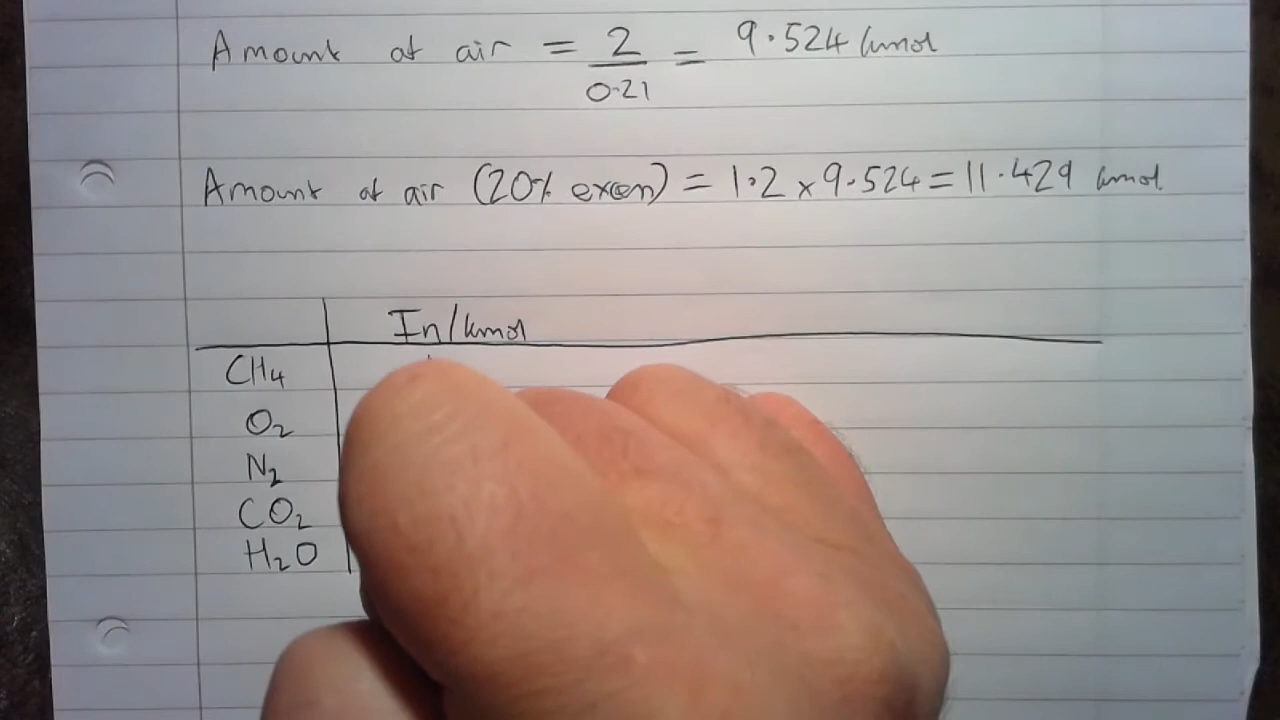 Amount of air = 2/0.21 = 9.524 kmol
Amount of air (20% excess) = 1.2 x 9.524 = 11.429 kmol
In/kmol
CH4
O2
N2
CO2
H2O